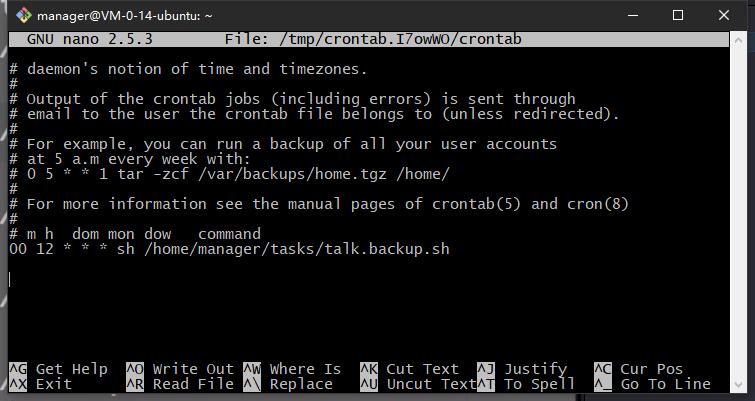 manager@VM-0-14-ubuntu: ~
GNU nano 2.5.3 File: /tmp/crontab.I7owWO/crontab
# daemon's notion of time and timezones.
#
# Output of the crontab jobs (including errors) is sent through
# email to the user the crontab file belongs to (unless redirected).
#
# For example, you can run a backup of all your user accounts
# at 5 a.m every week with:
# 0 5 * * 1 tar -zcf /var/backups/home.tgz /home/
#
# For more information see the manual pages of crontab(5) and cron(8)
#
# m h  dom mon dow   command
00 12 * * * sh /home/manager/tasks/talk.backup.sh
^G Get Help ^O Write Out ^W Where Is ^K Cut Text ^J Justify ^C Cur Pos
^X Exit ^R Read File ^\ Replace ^U Uncut Text ^T To Spell ^_ Go To Line